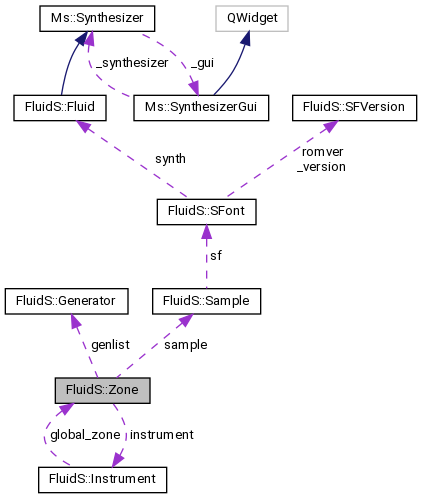 Ms::Synthesizer
QWidget
_synthesizer
_gui
FluidS::Fluid
Ms::SynthesizerGui
FluidS::SFVersion
synth
romver
_version
FluidS::SFont
sf
FluidS::Generator
FluidS::Sample
genlist
sample
FluidS::Zone
global_zone
instrument
FluidS::Instrument